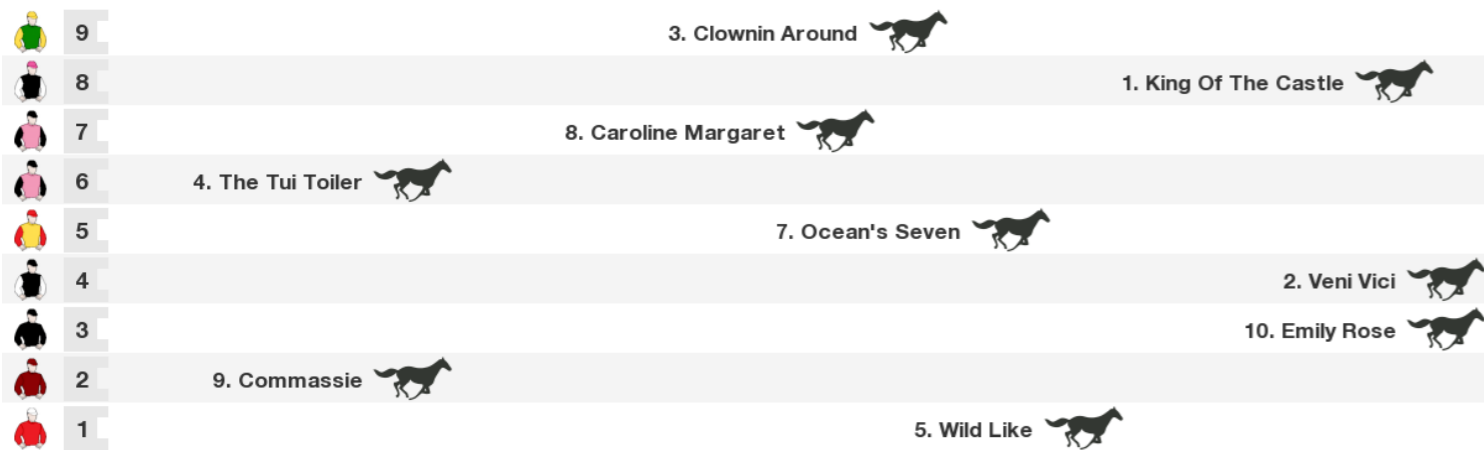 9 3. Clownin Around
8 1. King Of The Castle
7 8. Caroline Margaret
6 4. The Tui Toiler
5 7. Ocean's Seven
4 2. Veni Vici
3 10. Emily Rose
2 9. Commassie
1 5. Wild Like